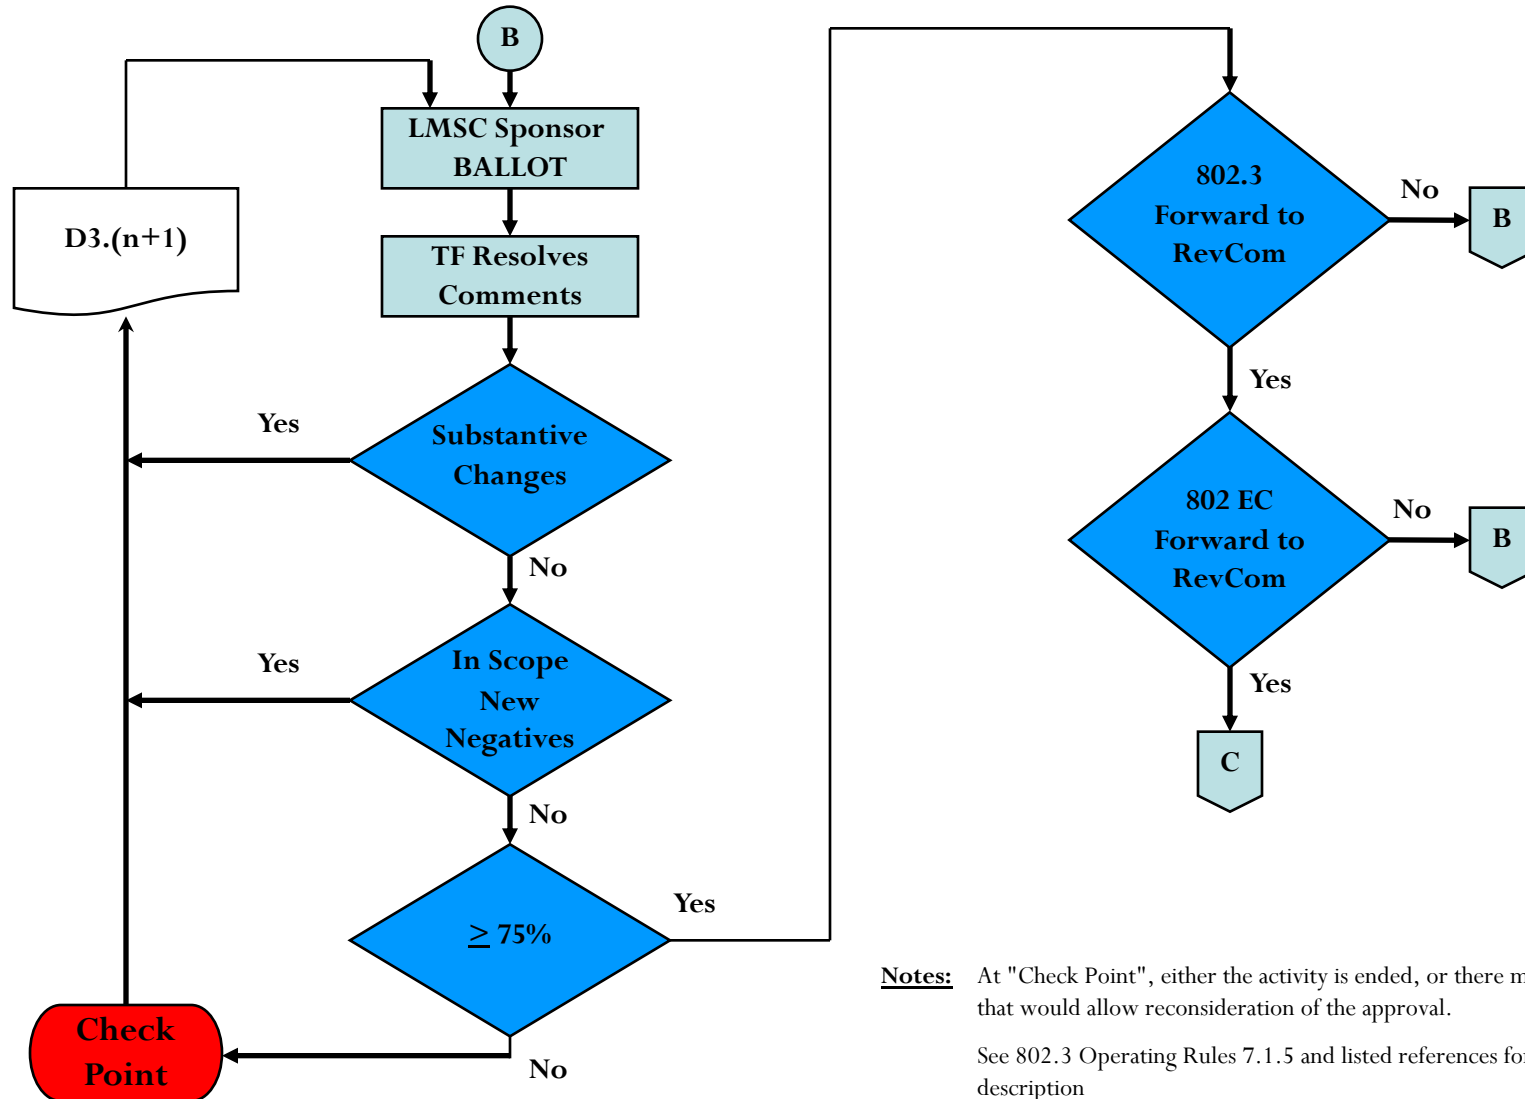 B
LMSC Sponsor
BALLOT
D3.(n+1)
TF Resolves
Comments
Yes
Substantive
Changes
No
Yes
In Scope
New
Negatives
No
Yes
≥ 75%
No
Check
Point
802.3
Forward to
RevCom
No
B
Yes
802 EC
Forward to
RevCom
No
B
Yes
C
Notes: At "Check Point", either the activity is ended, or there
that would allow reconsideration of the approval.
See 802.3 Operating Rules 7.1.5 and listed references for
description